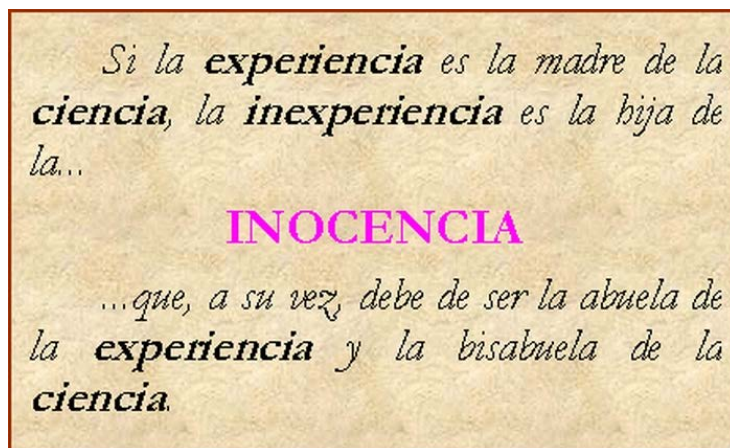 Si la experiencia es la madre de la
ciencia, la inexperiencia es la hija de
la...
INOCENCIA
...que, a su vez, debe de ser la abuela de
la experiencia y la bisabuela de la
ciencia.